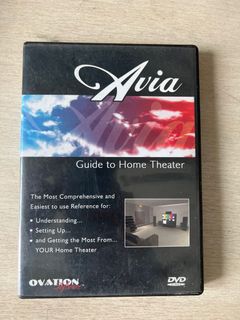 Avia
Avia
Guide to Home Theater
The Most Comprehensive and
Easiest to use Reference for:
• Understanding...
• Setting Up...
• and Getting the Most From...
YOUR Home Theater
OVATION
DVD